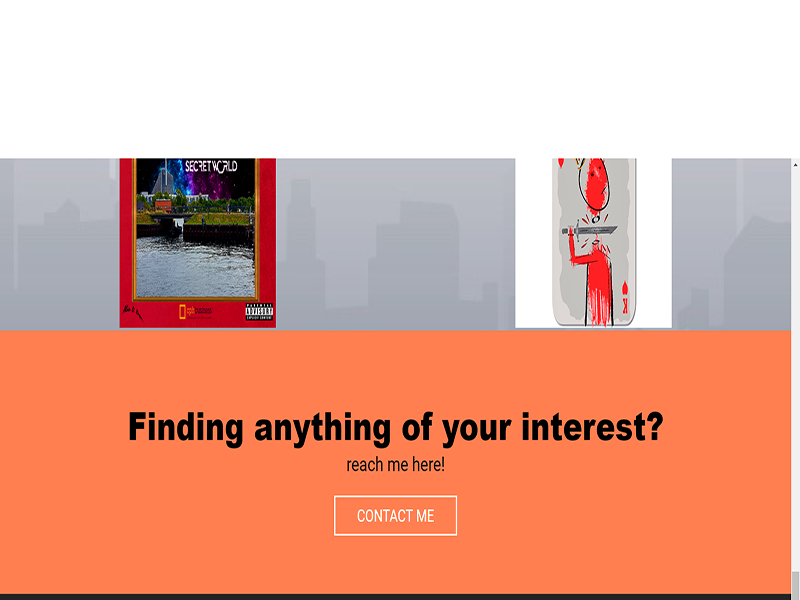 SECRET WORLD
PARENTAL
ADVISORY
EXPLICIT CONTENT
K
Finding anything of your interest?
reach me here!
CONTACT ME